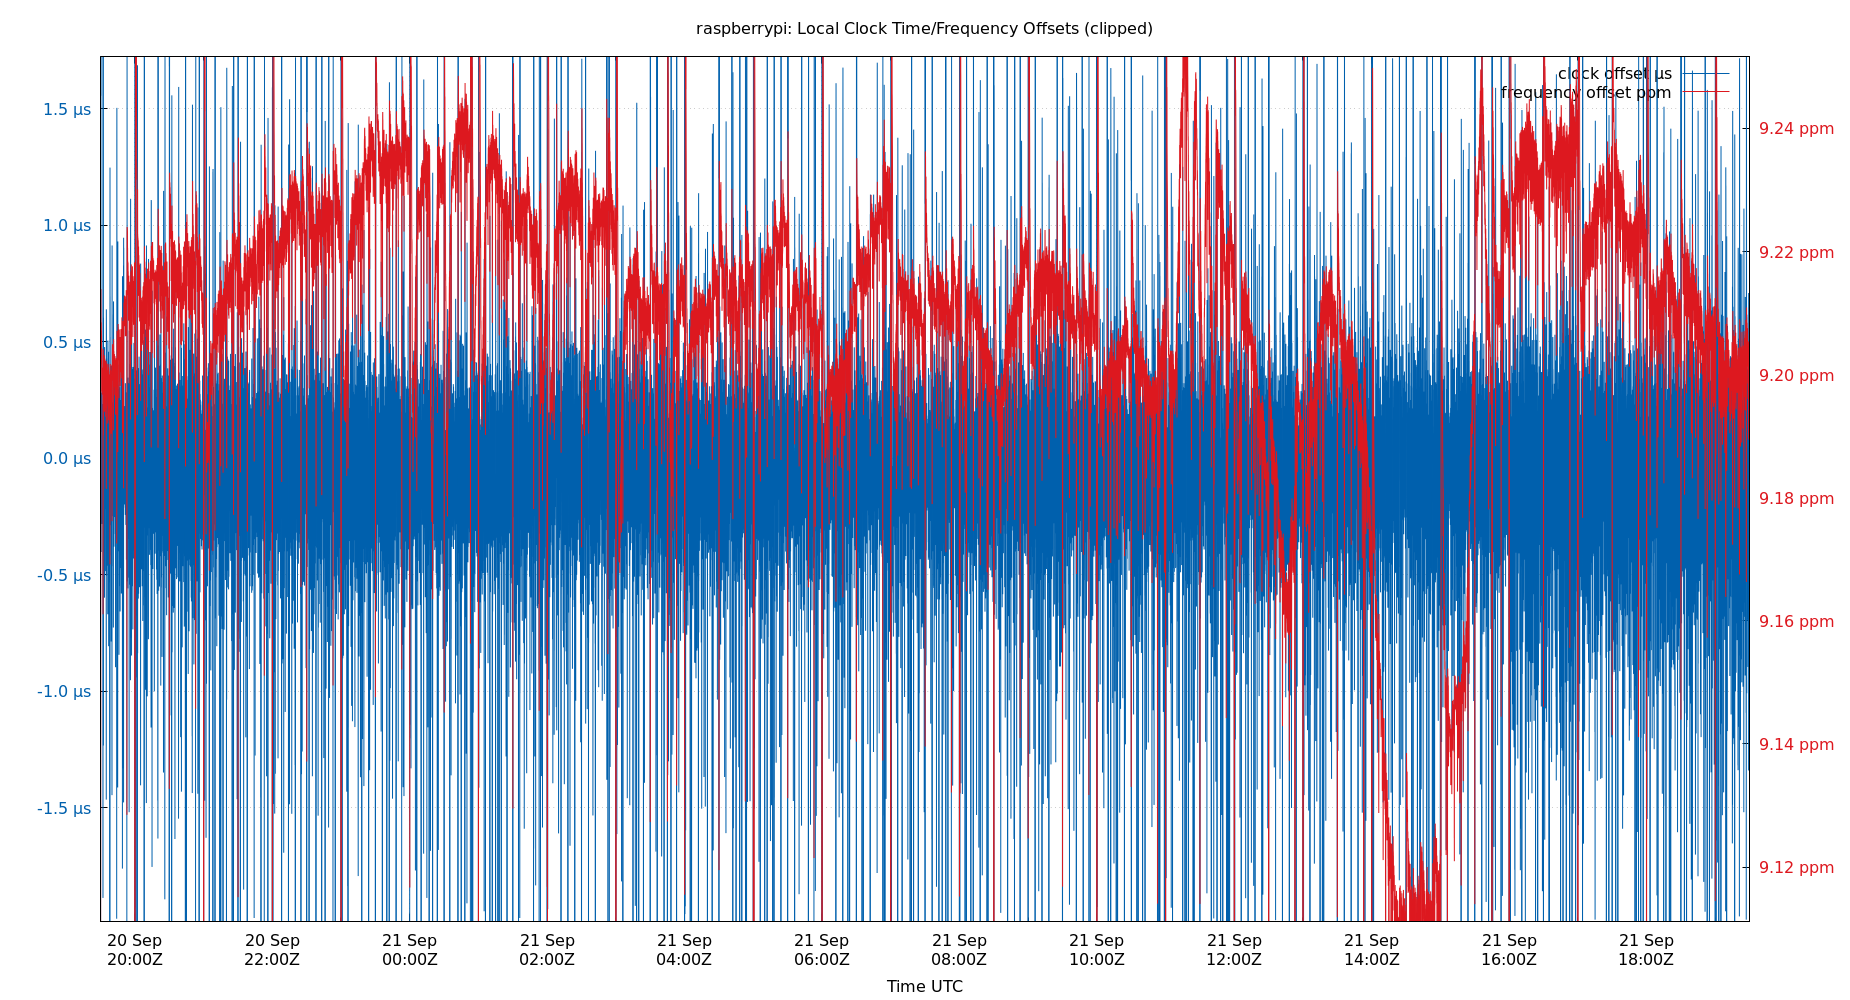 raspberrypi: Local Clock Time/Frequency Offsets (clipped)
clock offset µs
frequency offset ppm
1.5 µs
1.0 µs
0.5 µs
0.0 µs
-0.5 µs
-1.0 µs
-1.5 µs
9.24 ppm
9.22 ppm
9.20 ppm
9.18 ppm
9.16 ppm
9.14 ppm
9.12 ppm
20 Sep 20 Sep 21 Sep 21 Sep 21 Sep 21 Sep 21 Sep 21 Sep 21 Sep 21 Sep 21 Sep 21 Sep
20:00Z 22:00Z 00:00Z 02:00Z 04:00Z 06:00Z 08:00Z 10:00Z 12:00Z 14:00Z 16:00Z 18:00Z
Time UTC